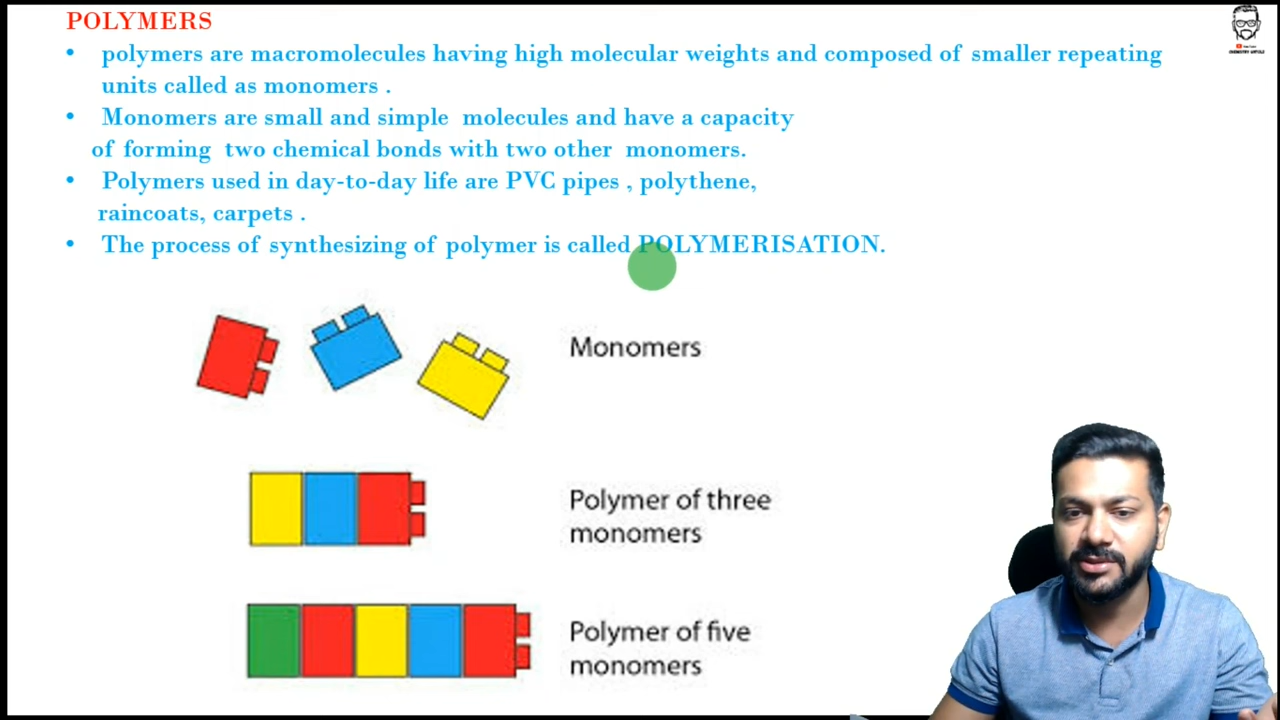 POLYMERS
• polymers are macromolecules having high molecular weights and composed of smaller repeating
units called as monomers .
• Monomers are small and simple molecules and have a capacity
of forming two chemical bonds with two other monomers.
• Polymers used in day-to-day life are PVC pipes , polythene,
raincoats, carpets .
• The process of synthesizing of polymer is called POLYMERISATION.
Monomers
Polymer of three
monomers
Polymer of five
monomers